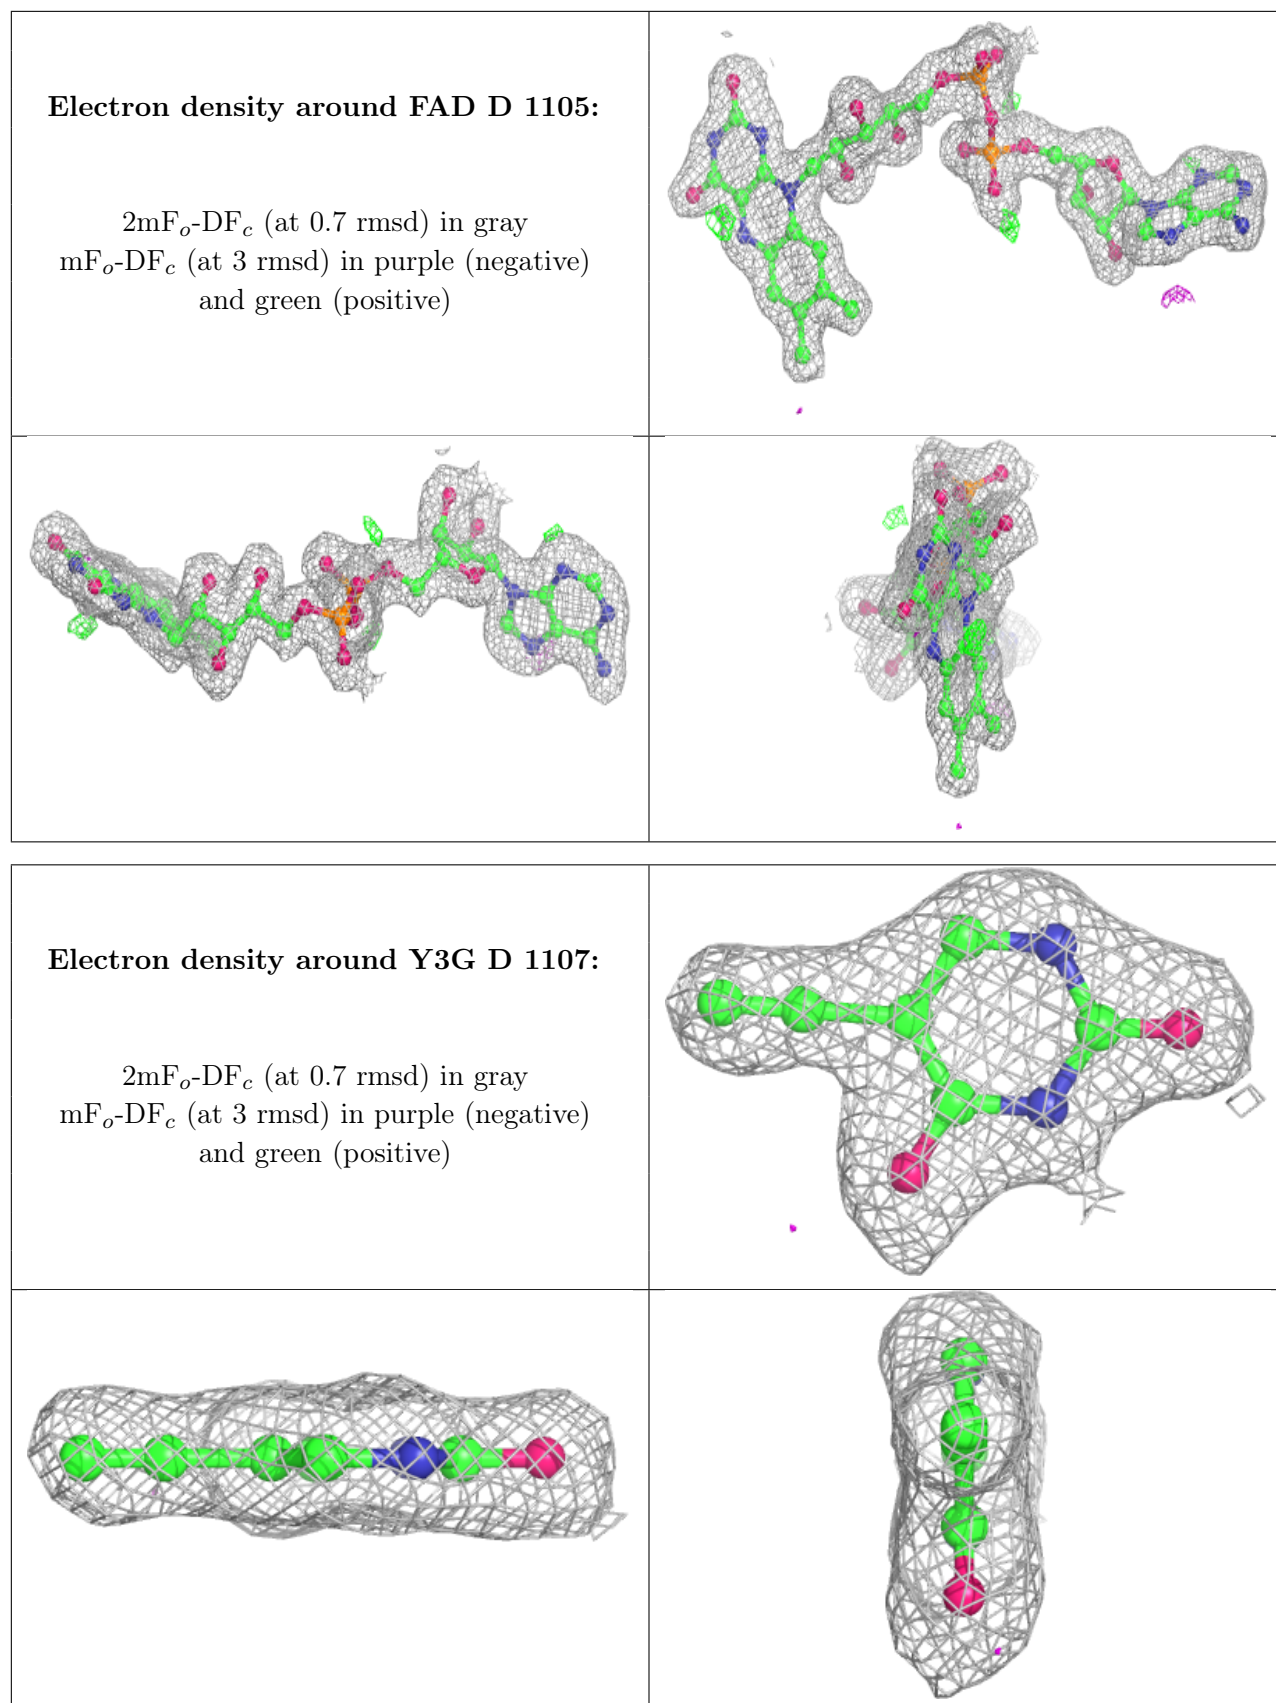 Electron density around FAD D 1105:
2mFₒ-DF𝒸 (at 0.7 rmsd) in gray
mFₒ-DF𝒸 (at 3 rmsd) in purple (negative)
and green (positive)
Electron density around Y3G D 1107:
2mFₒ-DF𝒸 (at 0.7 rmsd) in gray
mFₒ-DF𝒸 (at 3 rmsd) in purple (negative)
and green (positive)